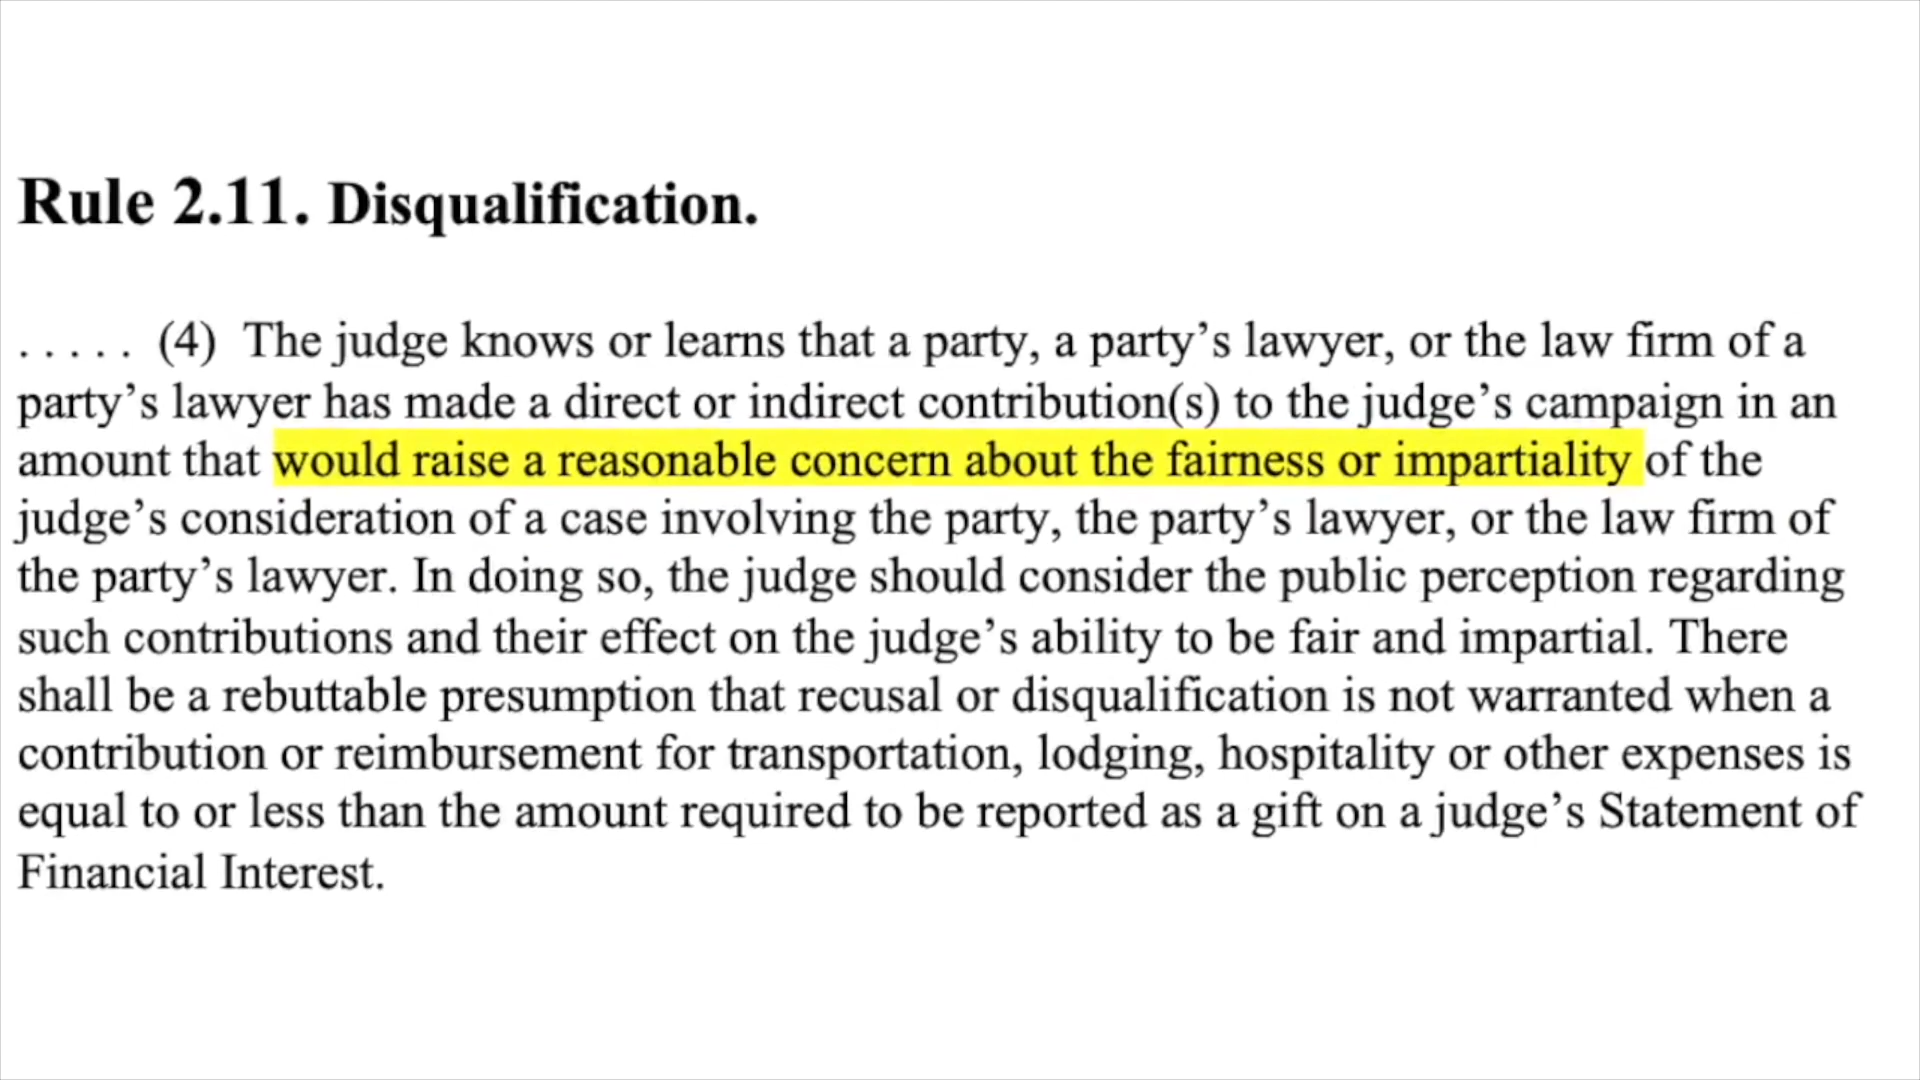 Rule 2.11. Disqualification.
. . . . . (4) The judge knows or learns that a party, a party’s lawyer, or the law firm of a
party’s lawyer has made a direct or indirect contribution(s) to the judge’s campaign in an
amount that would raise a reasonable concern about the fairness or impartiality of the
judge’s consideration of a case involving the party, the party’s lawyer, or the law firm of
the party’s lawyer. In doing so, the judge should consider the public perception regarding
such contributions and their effect on the judge’s ability to be fair and impartial. There
shall be a rebuttable presumption that recusal or disqualification is not warranted when a
contribution or reimbursement for transportation, lodging, hospitality or other expenses is
equal to or less than the amount required to be reported as a gift on a judge’s Statement of
Financial Interest.